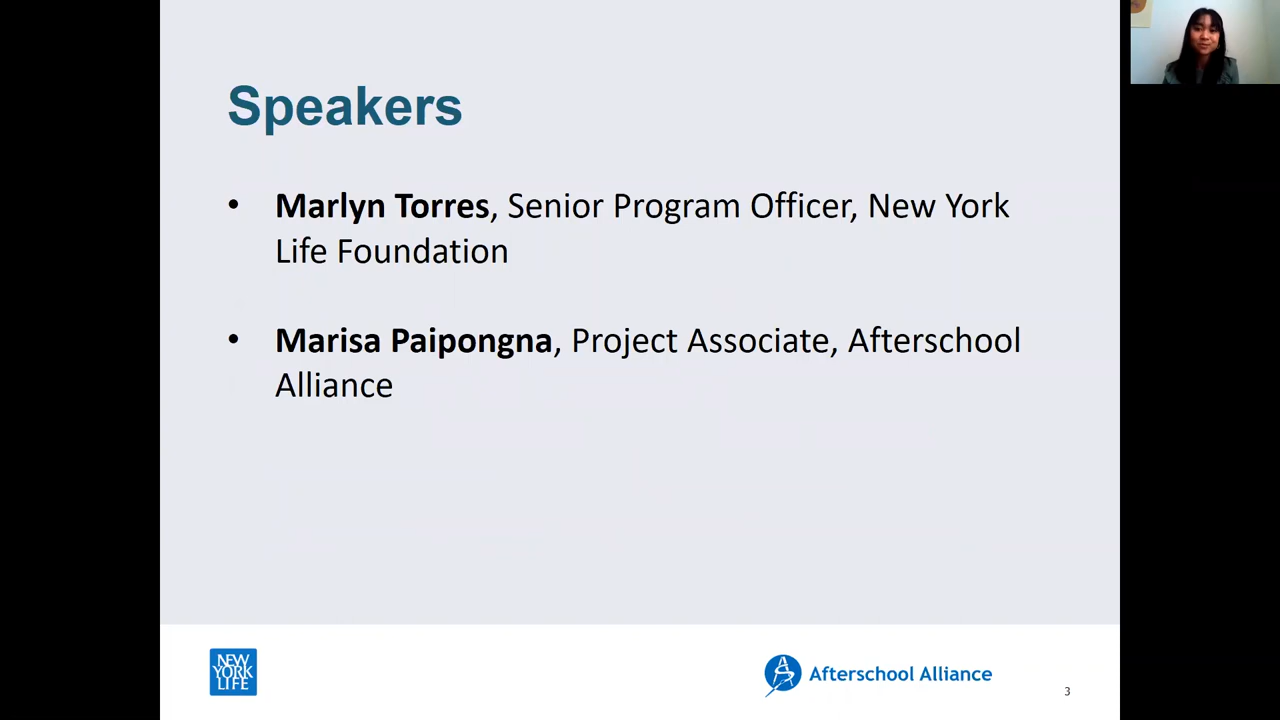 Speakers
• Marlyn Torres, Senior Program Officer, New York
Life Foundation
• Marisa Paipongna, Project Associate, Afterschool
Alliance
NEW
YORK
LIFE
Afterschool Alliance
3